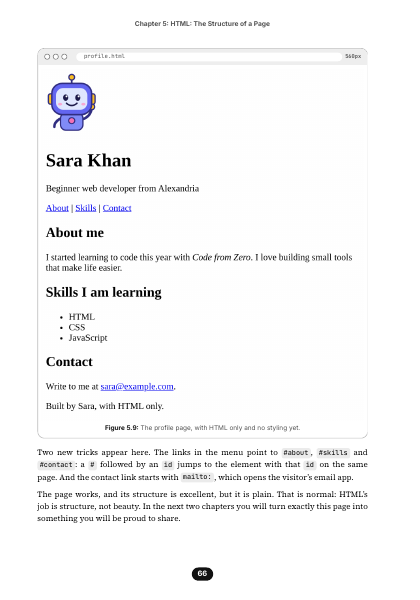 Chapter 5: HTML: The Structure of a Page
profile.html
560px
Sara Khan
Beginner web developer from Alexandria
About | Skills | Contact
About me
I started learning to code this year with Code from Zero. I love building small tools
that make life easier.
Skills I am learning
• HTML
• CSS
• JavaScript
Contact
Write to me at sara@example.com.
Built by Sara, with HTML only.
Figure 5.9: The profile page, with HTML only and no styling yet.
Two new tricks appear here. The links in the menu point to #about, #skills and
#contact: a # followed by an id jumps to the element with that id on the same
page. And the contact link starts with mailto:, which opens the visitor's email app.
The page works, and its structure is excellent, but it is plain. That is normal: HTML's
job is structure, not beauty. In the next two chapters you will turn exactly this page into
something you will be proud to share.
66